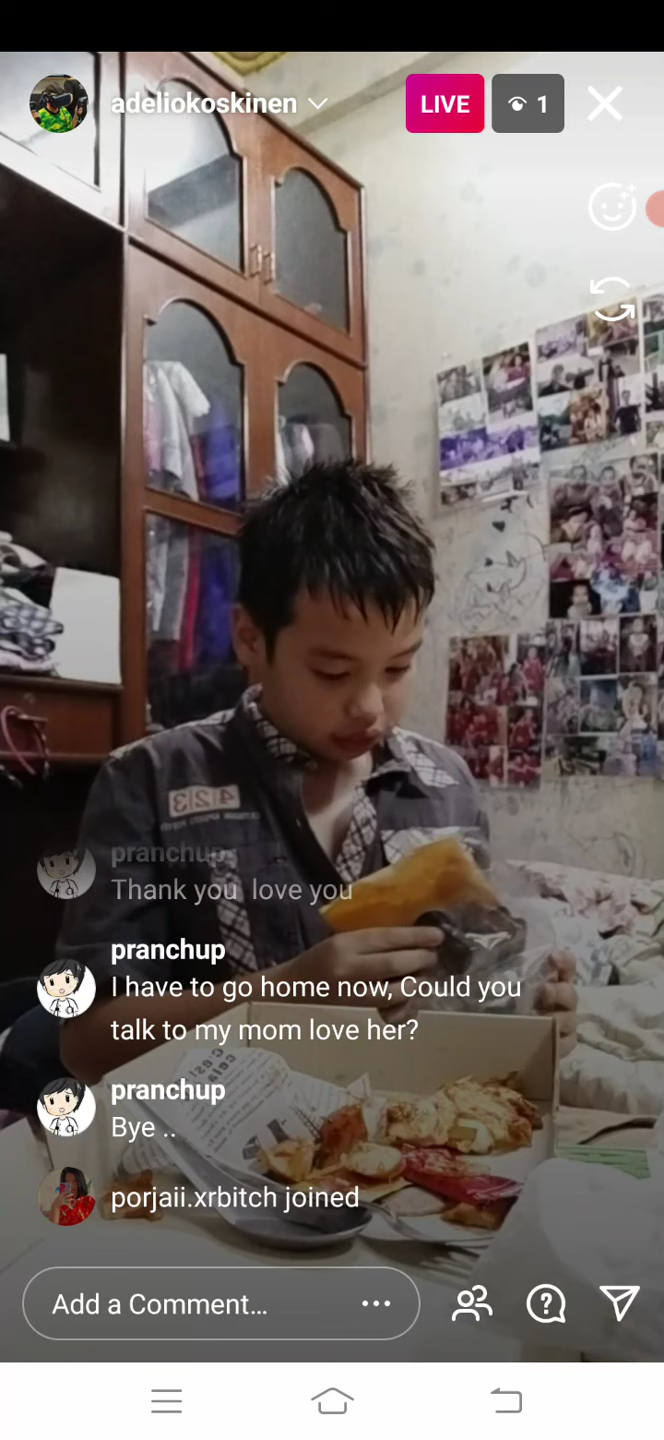 adeliokoskinen
LIVE
1
423
pranchup
Thank you love you
pranchup
I have to go home now, Could you
talk to my mom love her?
pranchup
Bye ..
porjaii.xrbitch joined
Add a Comment...